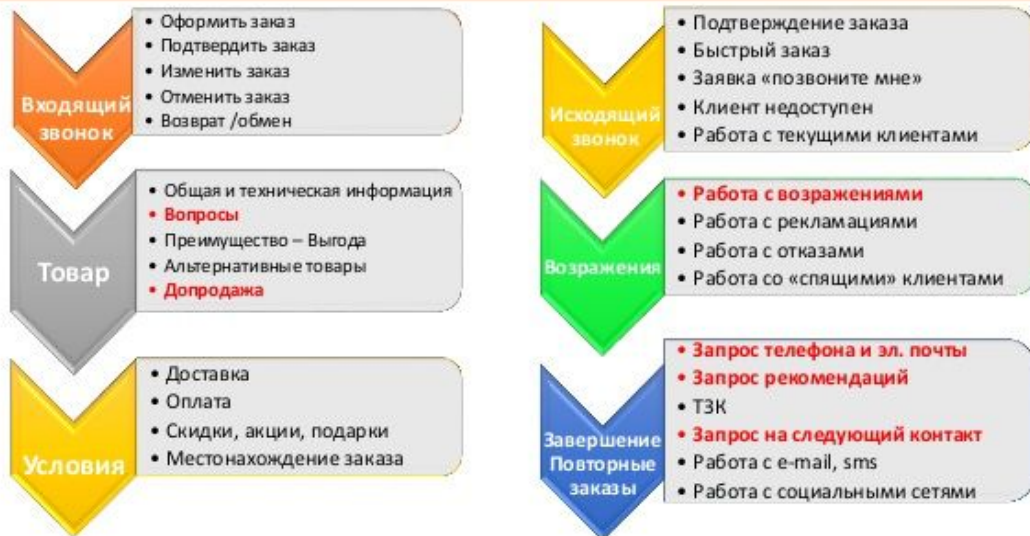 Входящий
звонок
• Оформить заказ
• Подтвердить заказ
• Изменить заказ
• Отменить заказ
• Возврат /обмен
Товар
• Общая и техническая информация
• Вопросы
• Преимущество – Выгода
• Альтернативные товары
• Допродажа
Условия
• Доставка
• Оплата
• Скидки, акции, подарки
• Местонахождение заказа
Исходящий
звонок
• Подтверждение заказа
• Быстрый заказ
• Заявка «позвоните мне»
• Клиент недоступен
• Работа с текущими клиентами
Возражения
• Работа с возражениями
• Работа с рекламациями
• Работа с отказами
• Работа со «спящими» клиентами
Завершение
Повторные
заказы
• Запрос телефона и эл. почты
• Запрос рекомендаций
• ТЗК
• Запрос на следующий контакт
• Работа с e-mail, sms
• Работа с социальными сетями